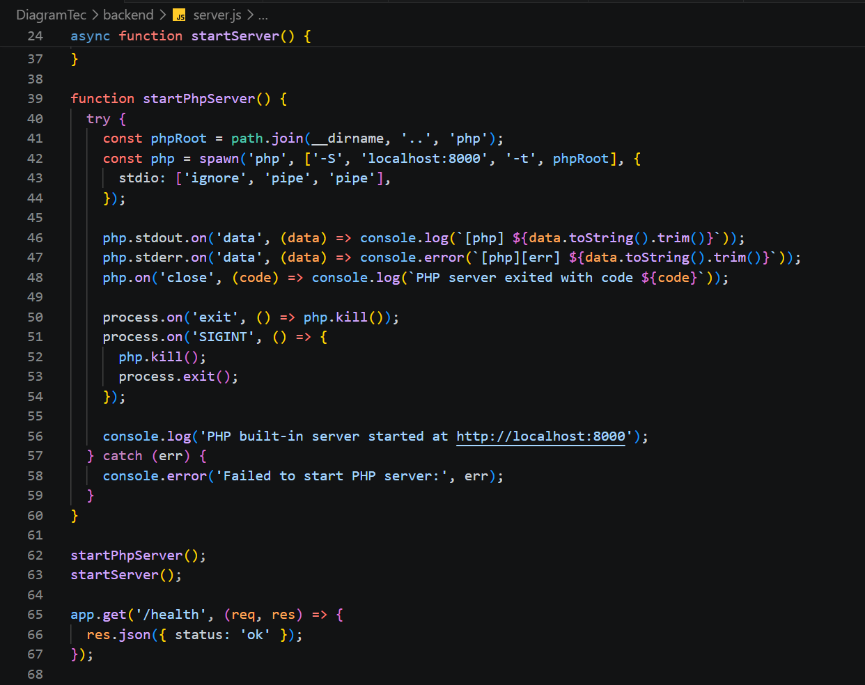 DiagramTec > backend > JS server.js > ...
24 async function startServer() {
37 }
38
39 function startPhpServer() {
40   try {
41     const phpRoot = path.join(__dirname, '..', 'php');
42     const php = spawn('php', ['-S', 'localhost:8000', '-t', phpRoot], {
43       stdio: ['ignore', 'pipe', 'pipe'],
44     });
45
46     php.stdout.on('data', (data) => console.log(`[php] ${data.toString().trim()}`));
47     php.stderr.on('data', (data) => console.error(`[php][err] ${data.toString().trim()}`));
48     php.on('close', (code) => console.log(`PHP server exited with code ${code}`));
49
50     process.on('exit', () => php.kill());
51     process.on('SIGINT', () => {
52       php.kill();
53       process.exit();
54     });
55
56     console.log('PHP built-in server started at http://localhost:8000');
57   } catch (err) {
58     console.error('Failed to start PHP server:', err);
59   }
60 }
61
62 startPhpServer();
63 startServer();
64
65 app.get('/health', (req, res) => {
66   res.json({ status: 'ok' });
67 });
68